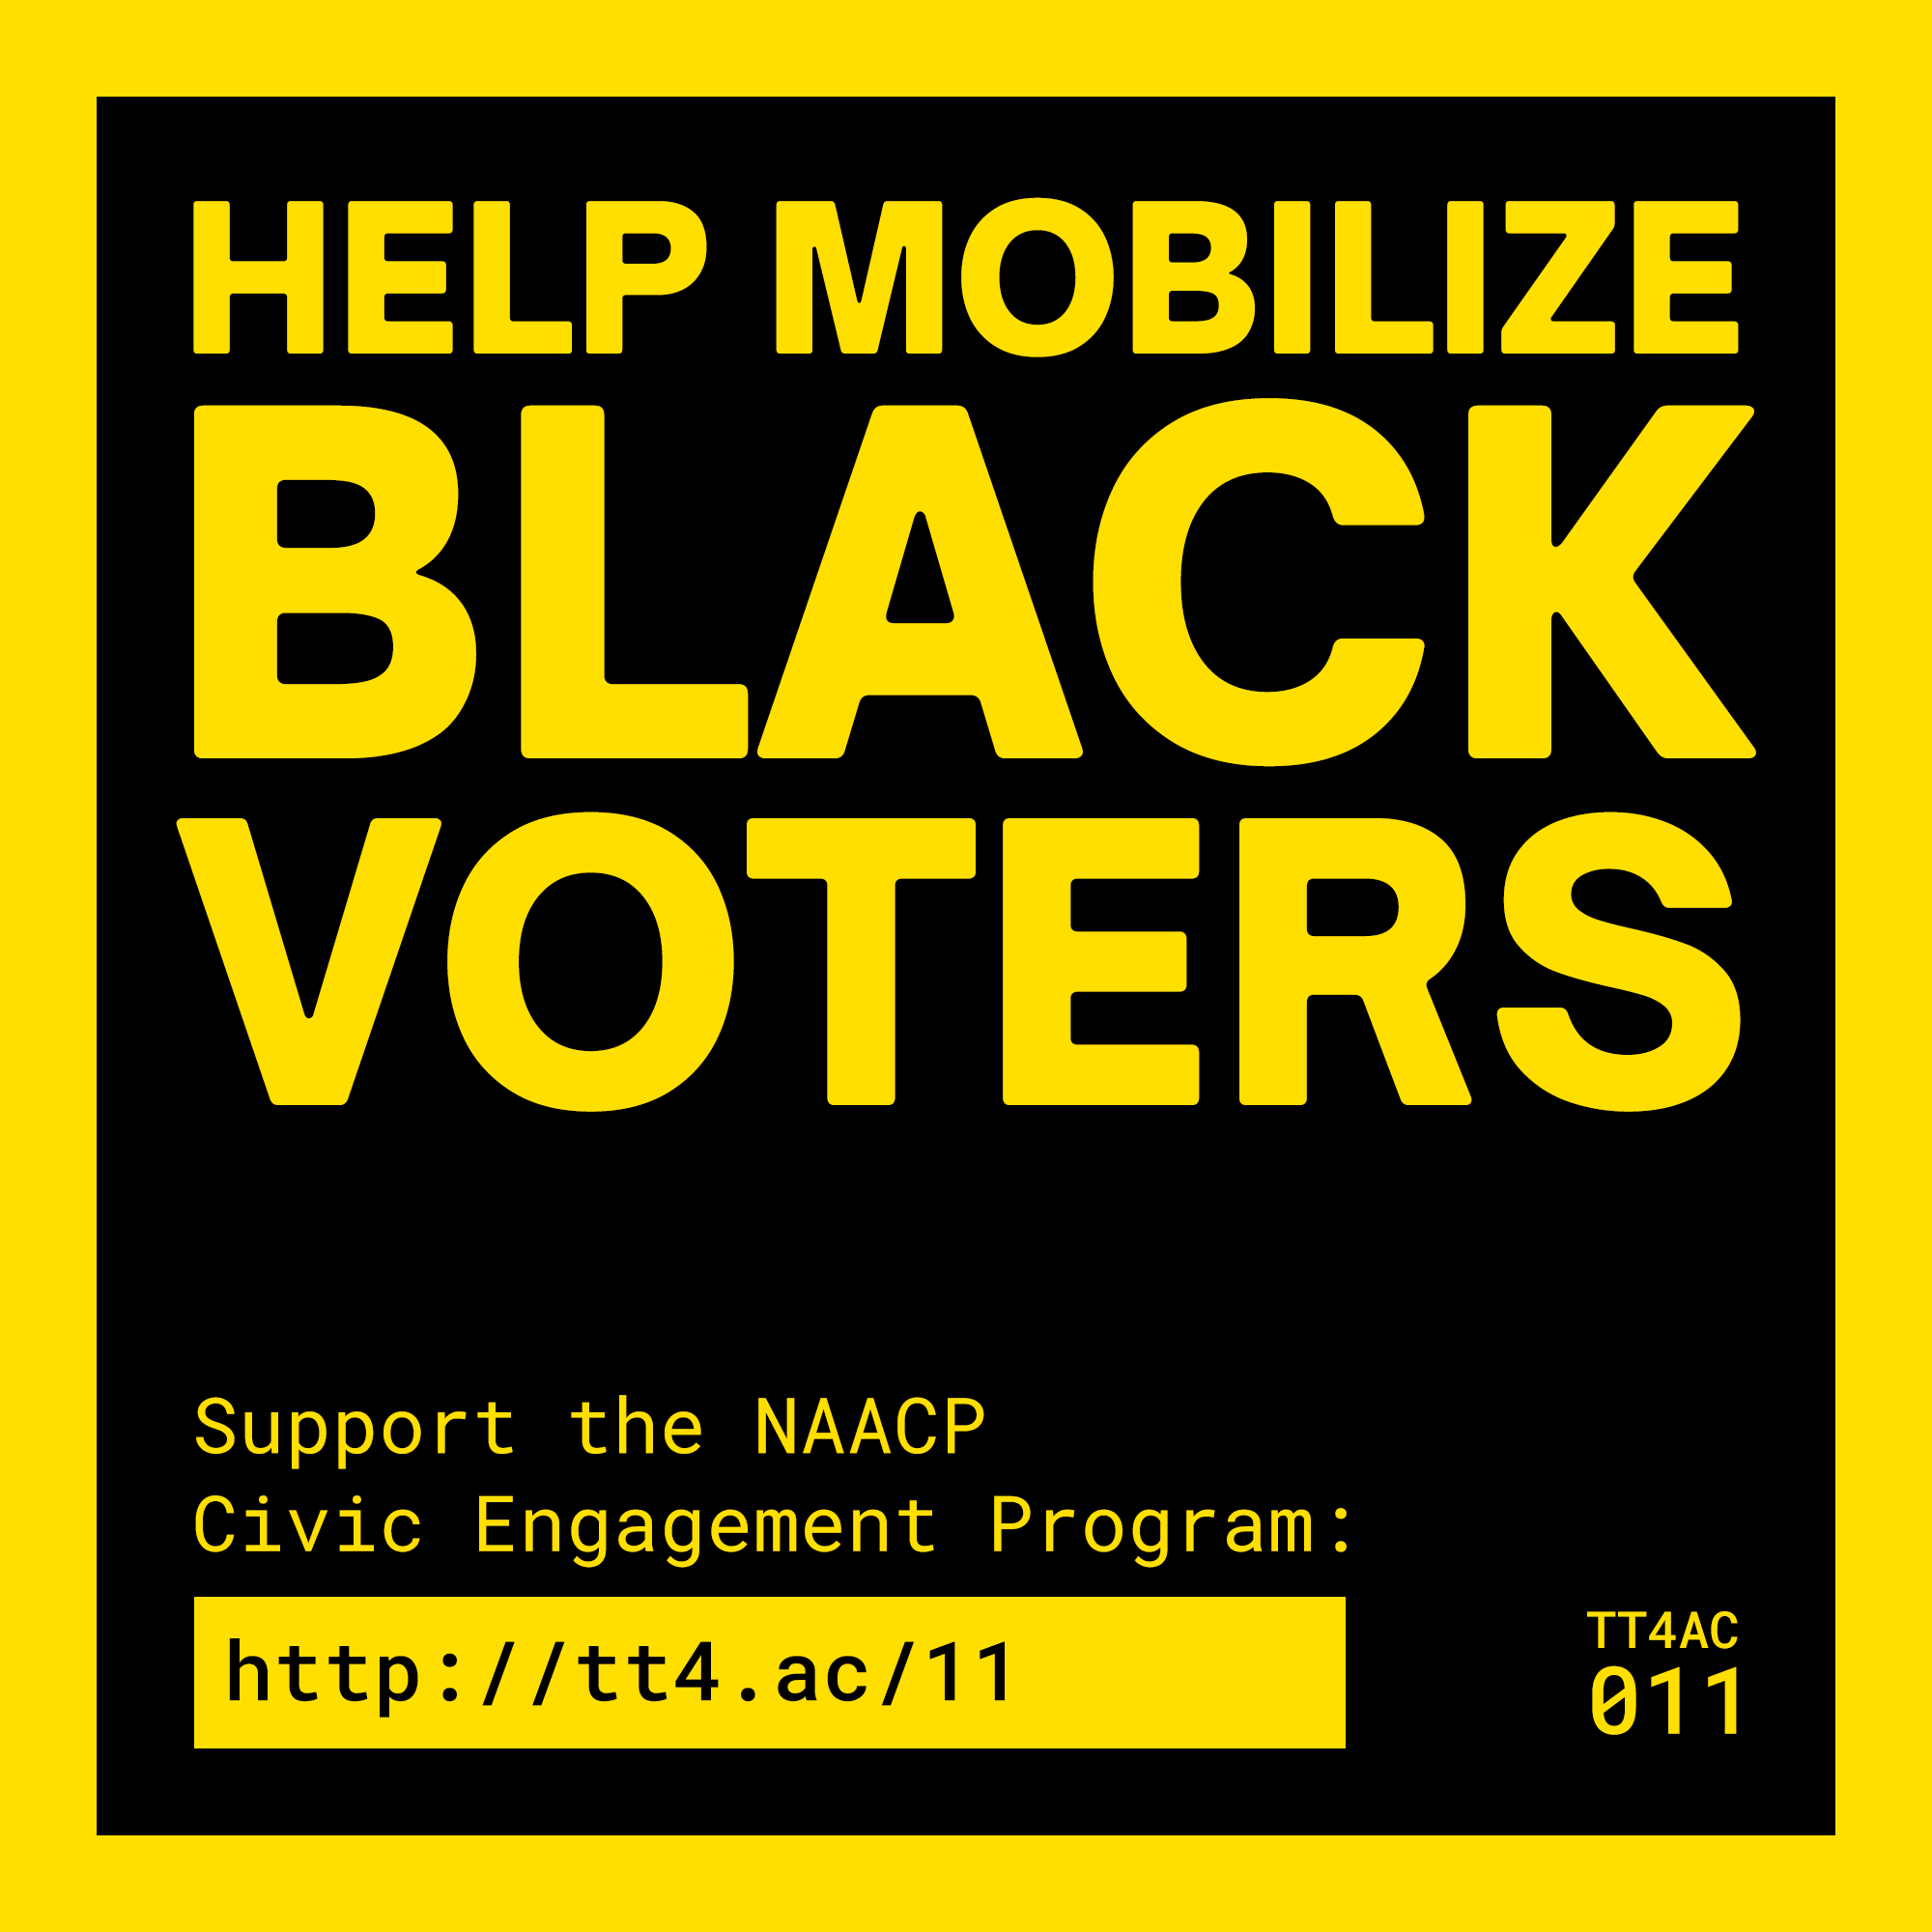 HELP MOBILIZE
BLACK
VOTERS
Support the NAACP
Civic Engagement Program:
http://tt4.ac/11
TT4AC
011